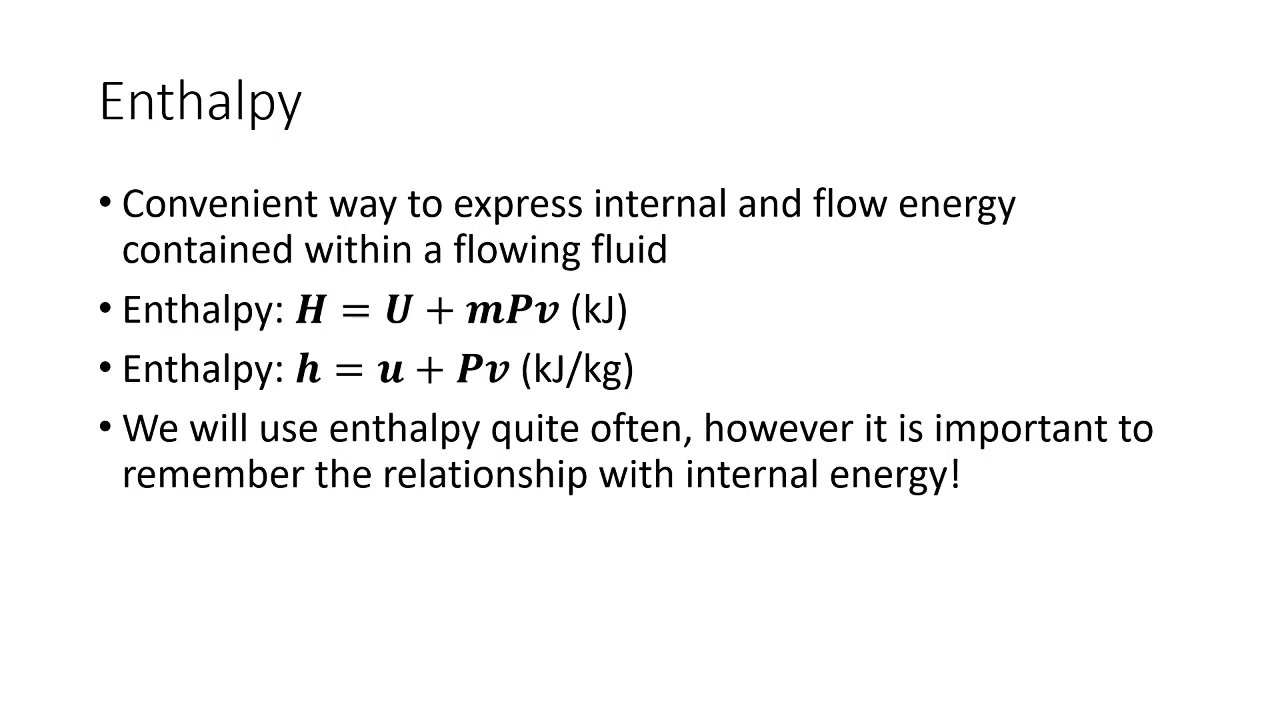 Enthalpy
• Convenient way to express internal and flow energy
contained within a flowing fluid
• Enthalpy: H = U + mPv (kJ)
• Enthalpy: h = u + Pv (kJ/kg)
• We will use enthalpy quite often, however it is important to
remember the relationship with internal energy!